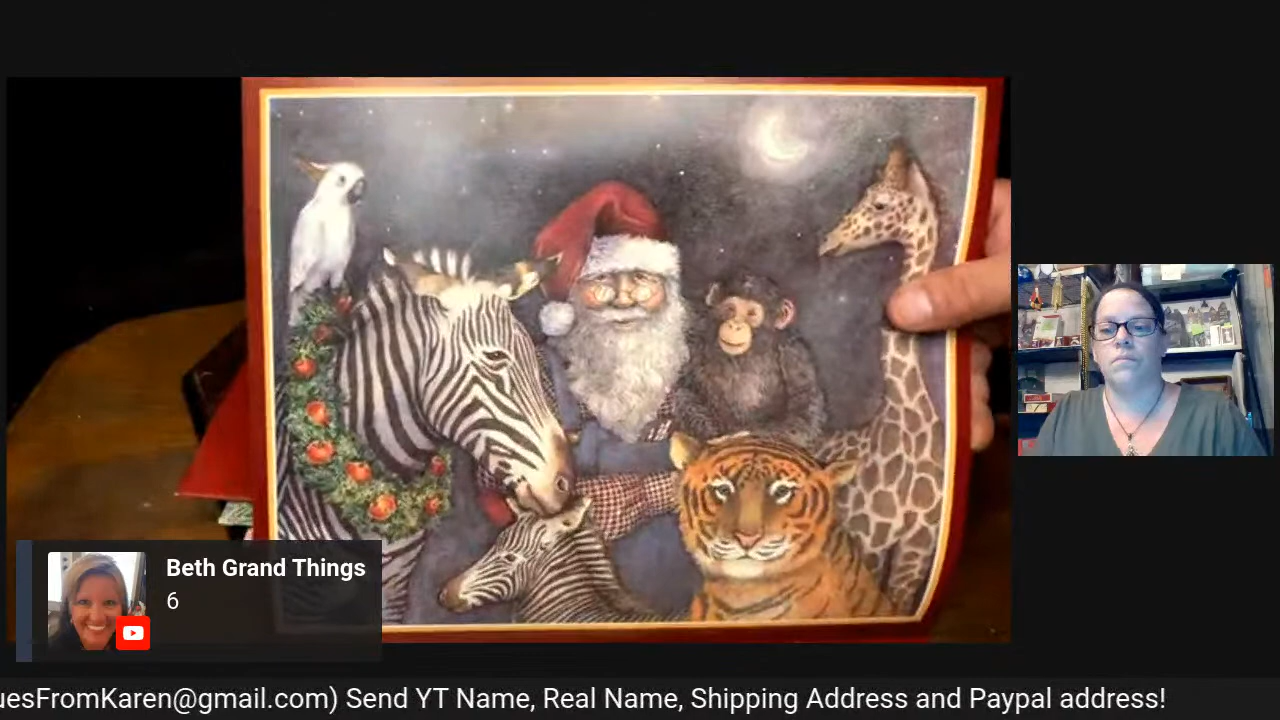 Beth Grand Things
6
uesFromKaren@gmail.com) Send YT Name, Real Name, Shipping Address and Paypal address!